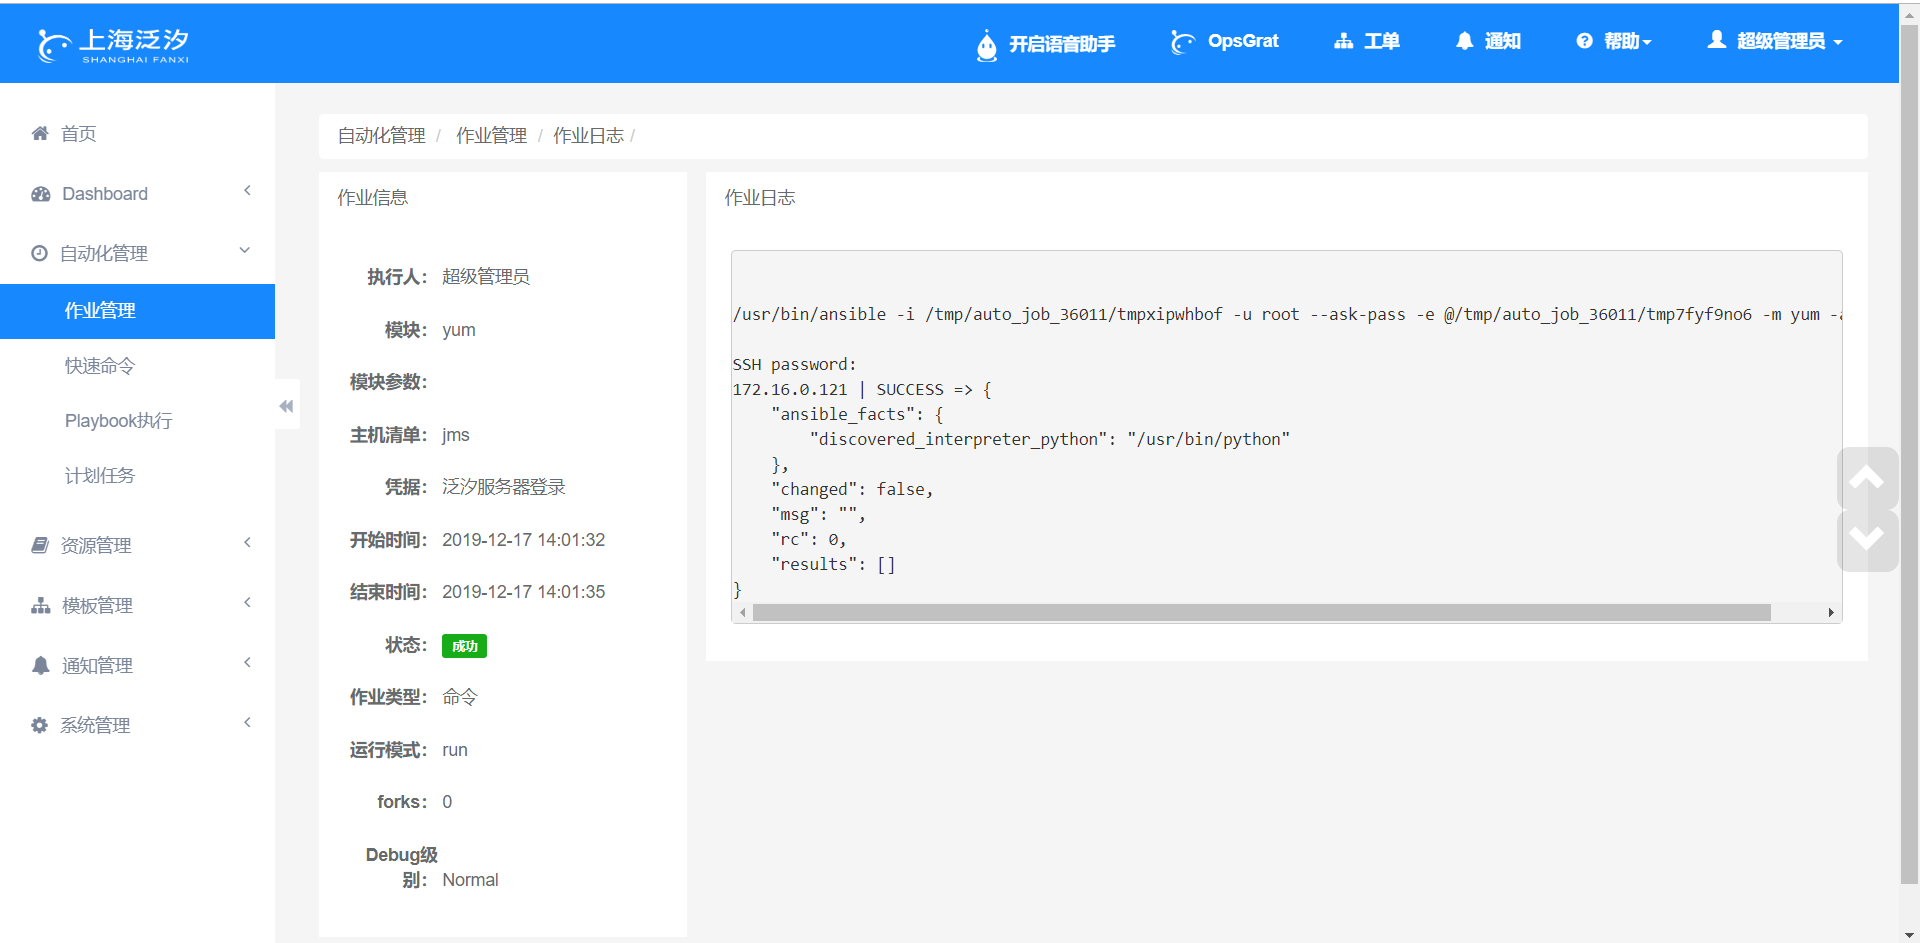 上海泛汐
SHANGHAI FANXI
开启语音助手
OpsGrat
工单
通知
帮助
超级管理员
首页
Dashboard
自动化管理
作业管理
快速命令
Playbook执行
计划任务
资源管理
模板管理
通知管理
系统管理
自动化管理 / 作业管理 / 作业日志 /
作业信息
执行人： 超级管理员
模块： yum
模块参数：
主机清单： jms
凭据： 泛汐服务器登录
开始时间： 2019-12-17 14:01:32
结束时间： 2019-12-17 14:01:35
状态： 成功
作业类型： 命令
运行模式： run
forks： 0
Debug级
别： Normal
作业日志
/usr/bin/ansible -i /tmp/auto_job_36011/tmpxipwhbof -u root --ask-pass -e @/tmp/auto_job_36011/tmp7fyf9no6 -m yum -a
SSH password:
172.16.0.121 | SUCCESS => {
"ansible_facts": {
"discovered_interpreter_python": "/usr/bin/python"
},
"changed": false,
"msg": "",
"rc": 0,
"results": []
}